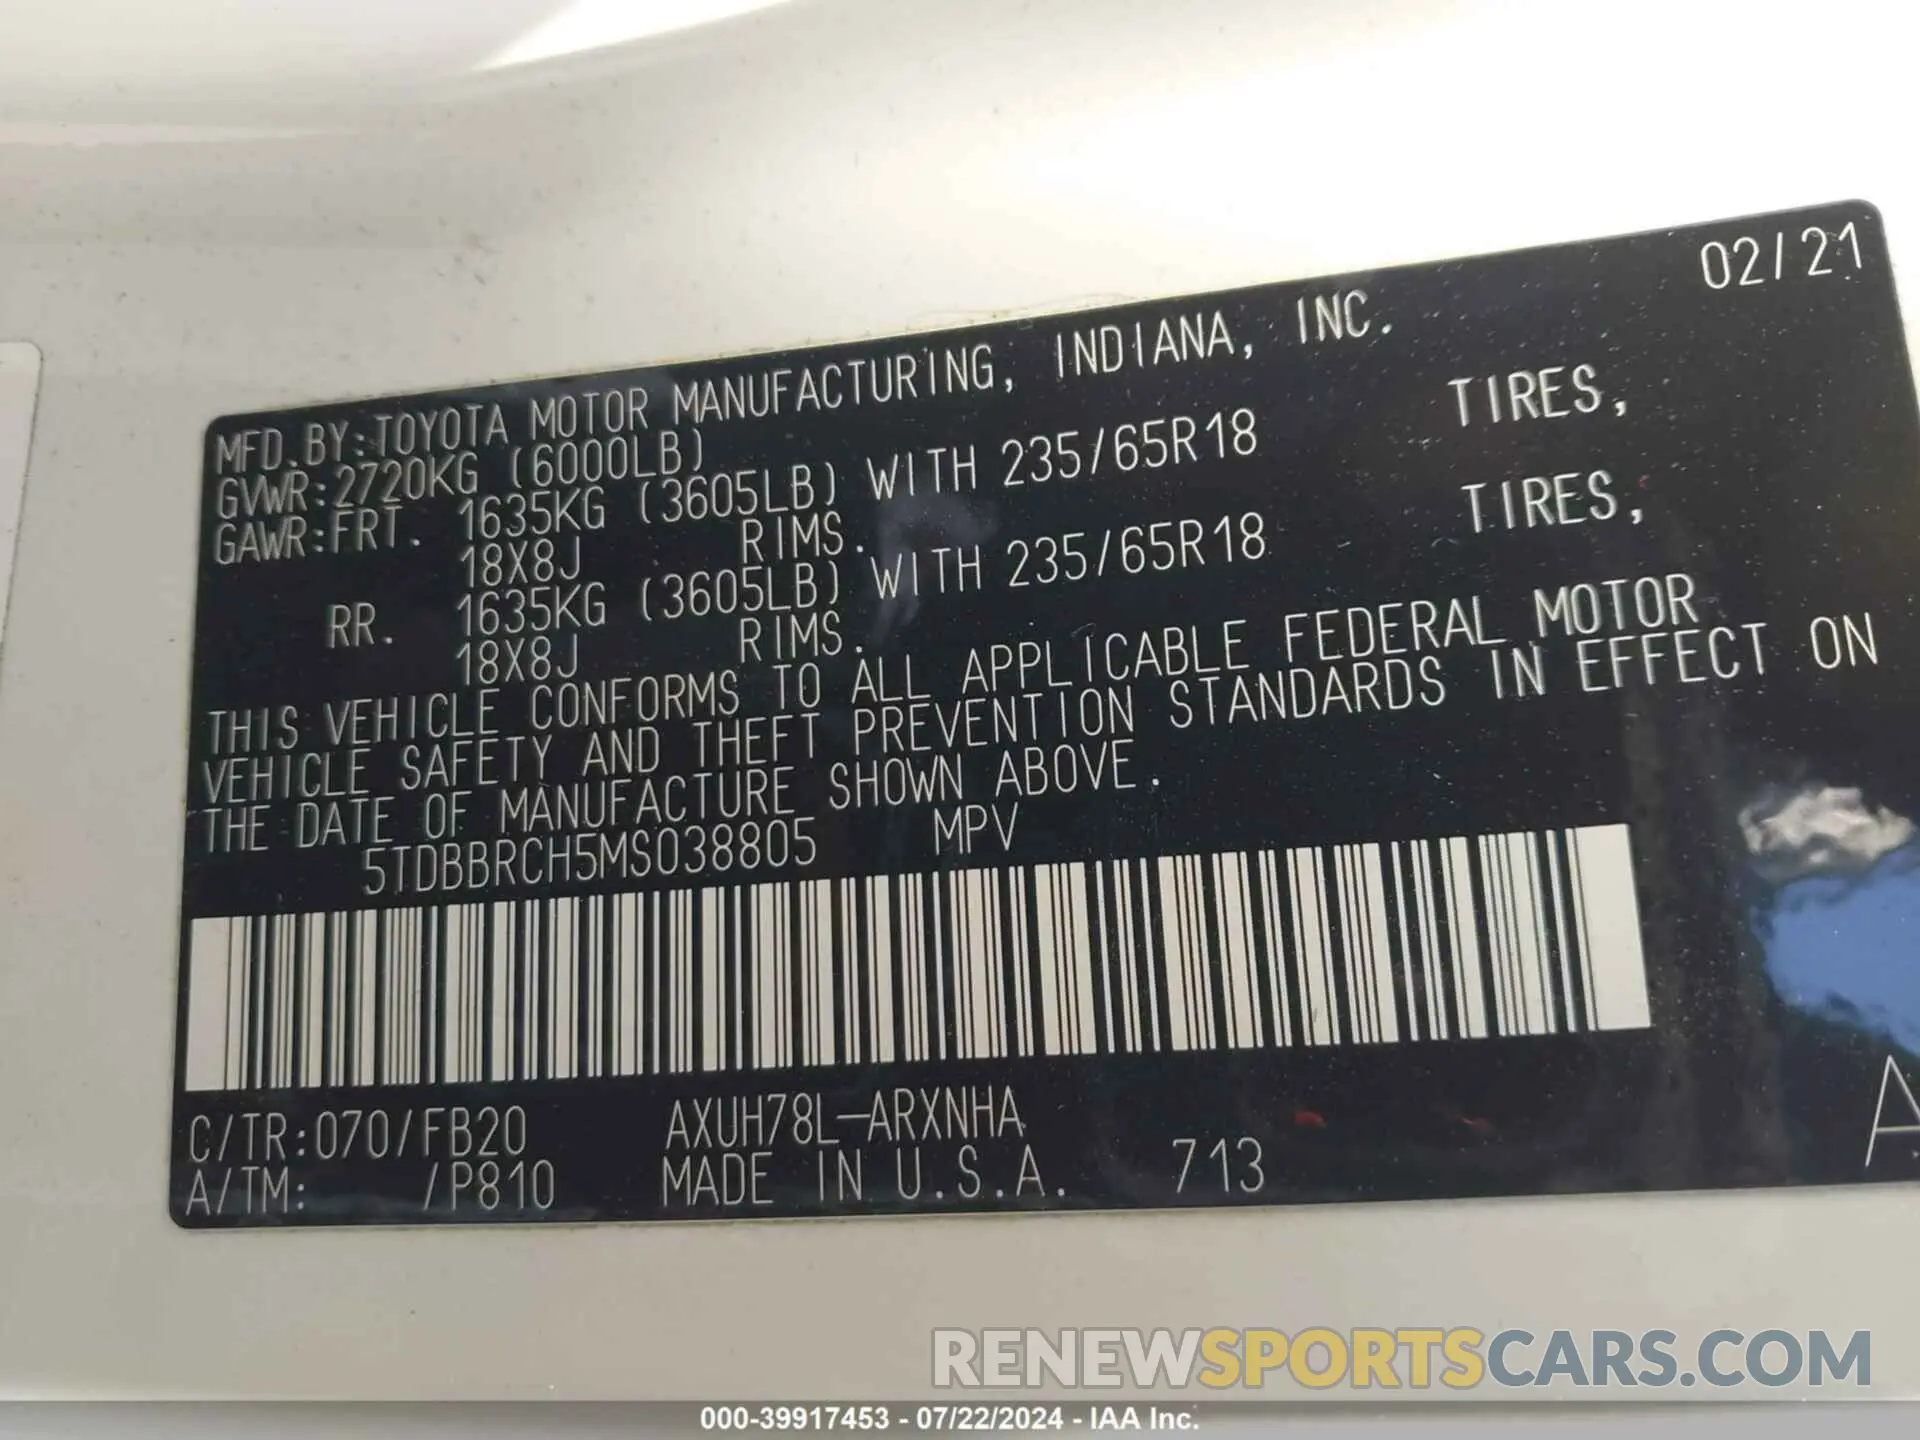 02/21
MFD.BY:TOYOTA MOTOR MANUFACTURING, INDIANA, INC.
GVWR:2720KG (6000LB)
GAWR:FRT. 1635KG (3605LB) WITH 235/65R18 TIRES,
18X8J RIMS.
RR. 1635KG (3605LB) WITH 235/65R18 TIRES,
18X8J RIMS.
THIS VEHICLE CONFORMS TO ALL APPLICABLE FEDERAL MOTOR
VEHICLE SAFETY AND THEFT PREVENTION STANDARDS IN EFFECT ON
THE DATE OF MANUFACTURE SHOWN ABOVE.
5TDBBRCH5MS038805 MPV
C/TR:070/FB20 AXUH78L-ARXNHA
A/TM: /P810 MADE IN U.S.A. 713
A
RENEWSPORTSCARS.COM
000-39917453 - 07/22/2024 - IAA Inc.